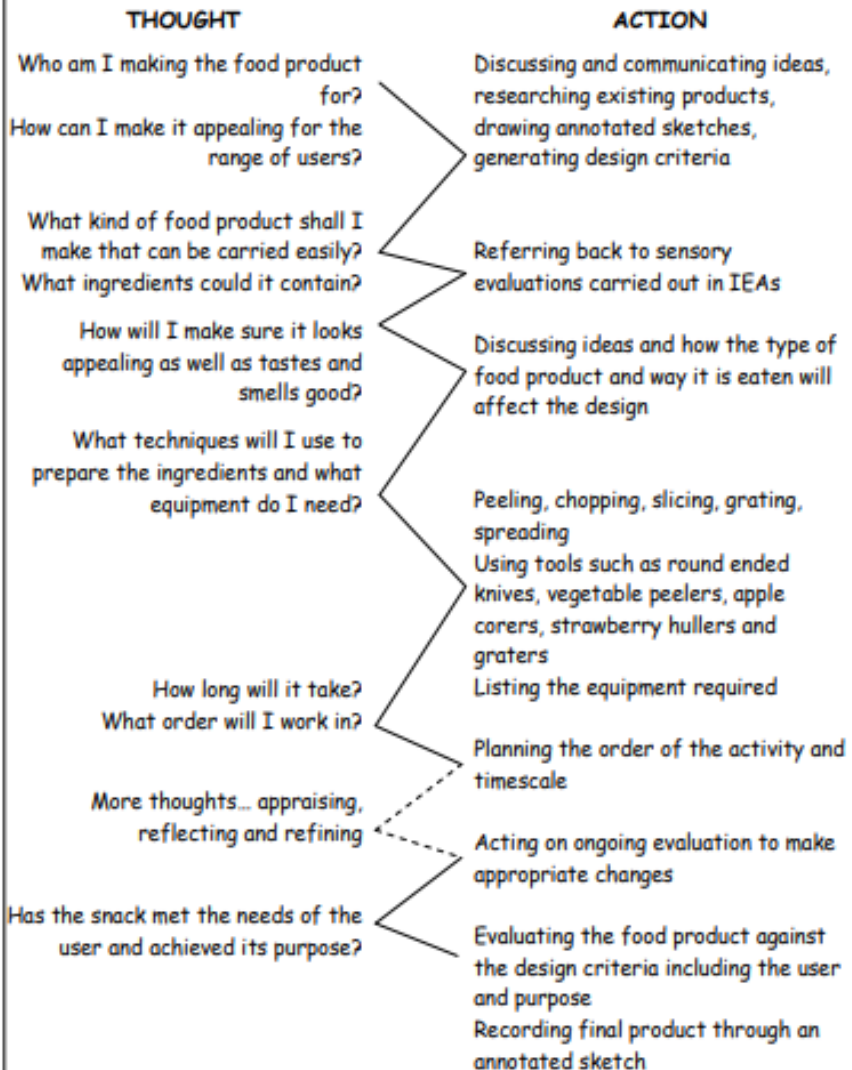 THOUGHT
Who am I making the food product
for?
How can I make it appealing for the
range of users?
What kind of food product shall I
make that can be carried easily?
What ingredients could it contain?
How will I make sure it looks
appealing as well as tastes and
smells good?
What techniques will I use to
prepare the ingredients and what
equipment do I need?
How long will it take?
What order will I work in?
More thoughts... appraising,
reflecting and refining
Has the snack met the needs of the
user and achieved its purpose?
ACTION
Discussing and communicating ideas,
researching existing products,
drawing annotated sketches,
generating design criteria
Referring back to sensory
evaluations carried out in IEAs
Discussing ideas and how the type of
food product and way it is eaten will
affect the design
Peeling, chopping, slicing, grating,
spreading
Using tools such as round ended
knives, vegetable peelers, apple
corers, strawberry hullers and
graters
Listing the equipment required
Planning the order of the activity and
timescale
Acting on ongoing evaluation to make
appropriate changes
Evaluating the food product against
the design criteria including the user
and purpose
Recording final product through an
annotated sketch